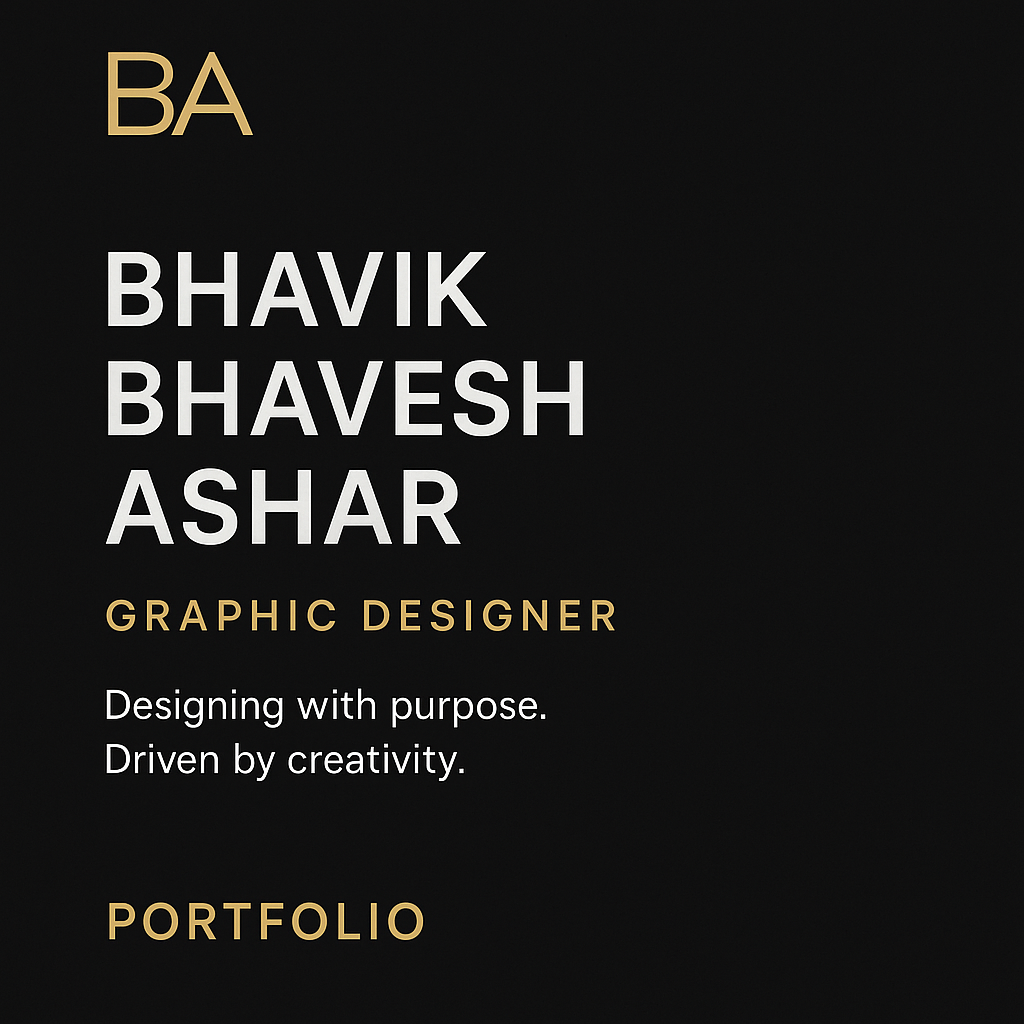 BA
BHAVIK
BHAVESH
ASHAR
GRAPHIC DESIGNER
Designing with purpose.
Driven by creativity.
PORTFOLIO